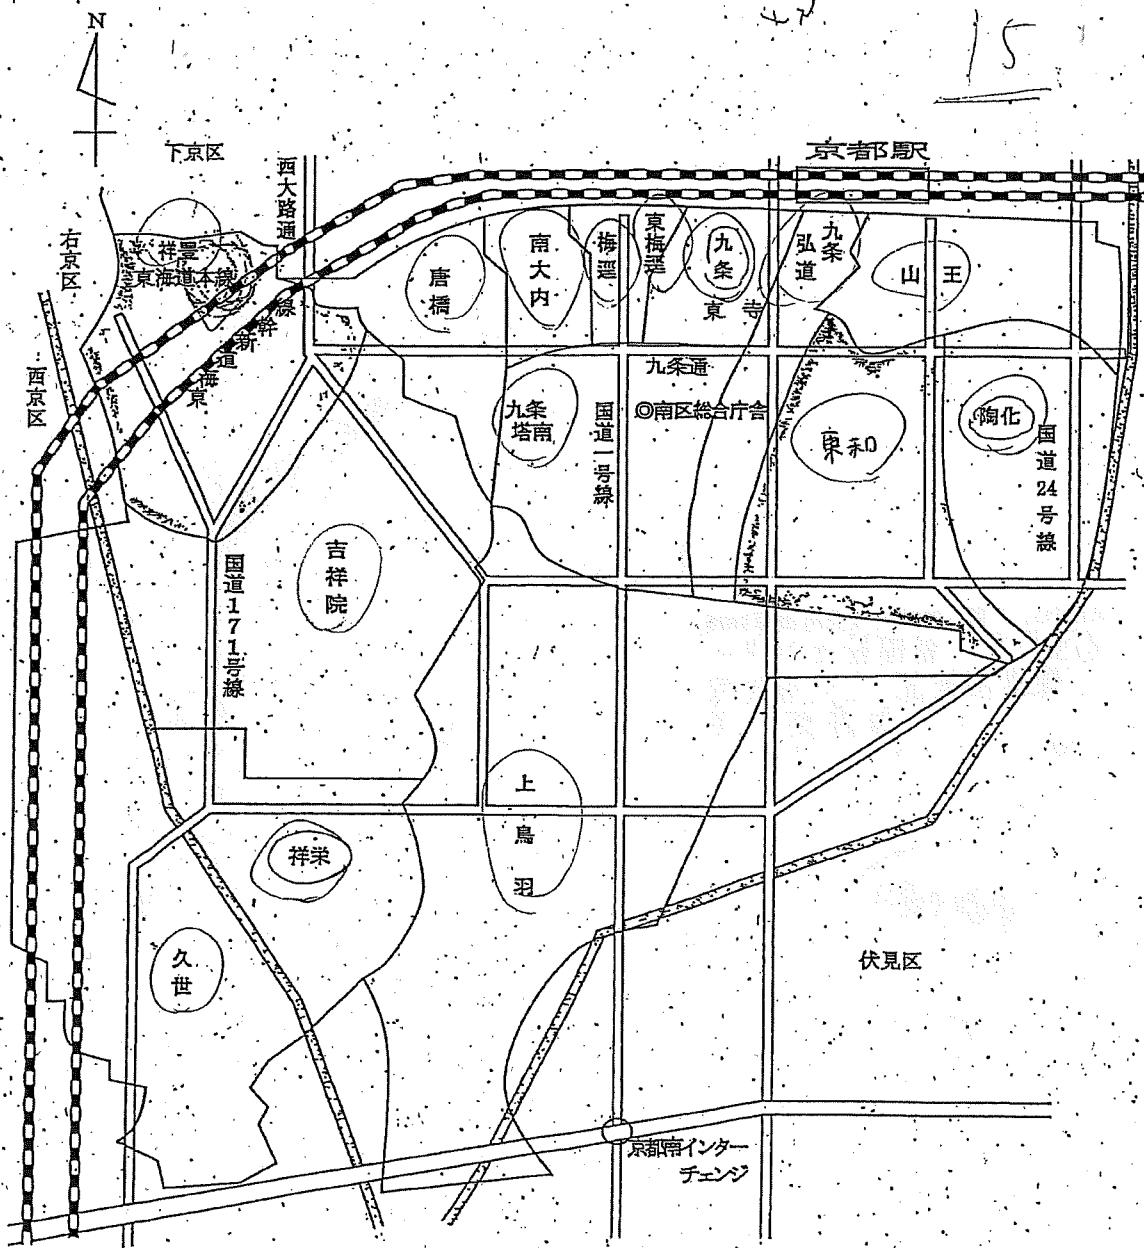 N
15
下京区
西大路通
京都駅
右京区
祥豊
東海道本線
東海道新幹線
唐橋
南大内
梅逕
東梅逕
九条
九条弘道
山王
東寺
西京区
九条通
九条塔南
国道一号線
◎南区総合庁舎
東和
陶化
国道24号線
吉祥院
国道171号線
上鳥羽
祥栄
久世
伏見区
京都南インター
チェンジ